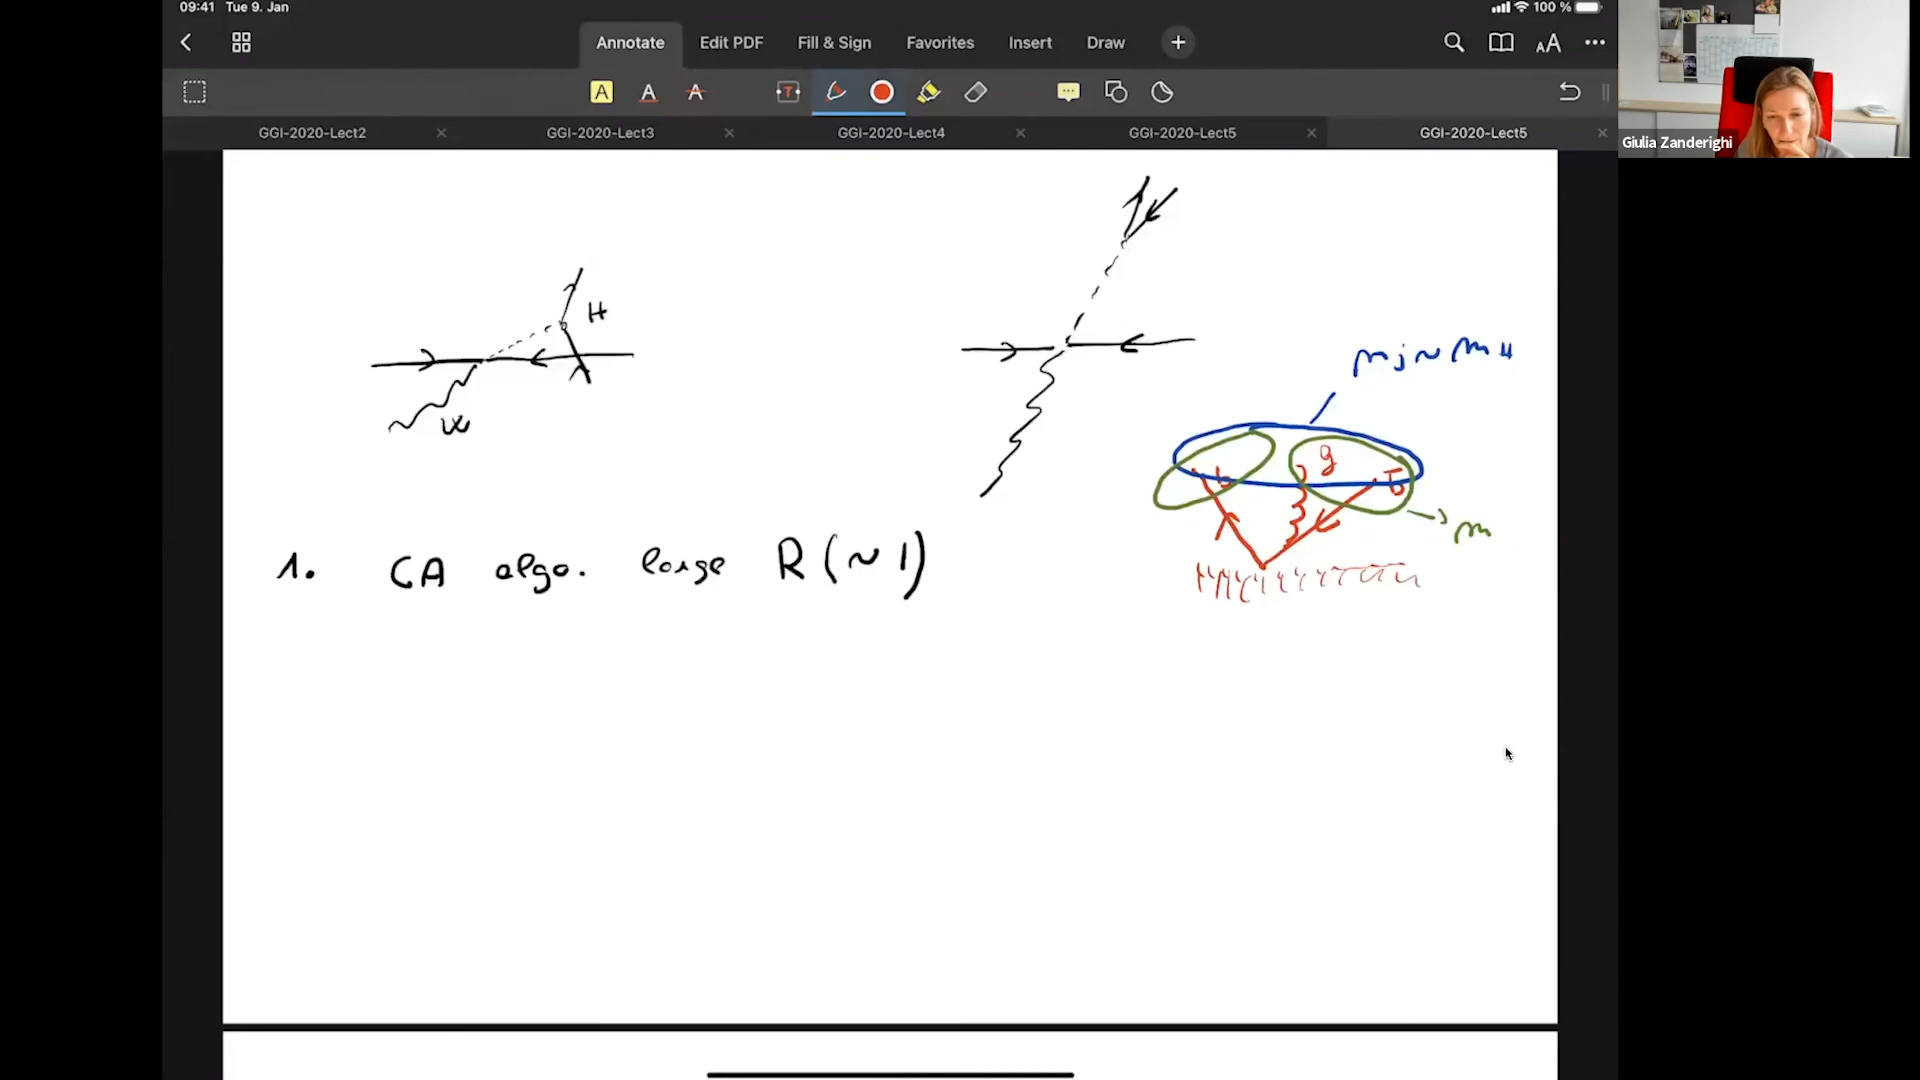 09:41 Tue 9. Jan
100 %
Annotate Edit PDF Fill & Sign Favorites Insert Draw
GGI-2020-Lect2 GGI-2020-Lect3 GGI-2020-Lect4 GGI-2020-Lect5 GGI-2020-Lect5
Giulia Zanderighi
H
W
mj ~ mH
b g b̄
→ m
1. CA algo. large R (~ 1)